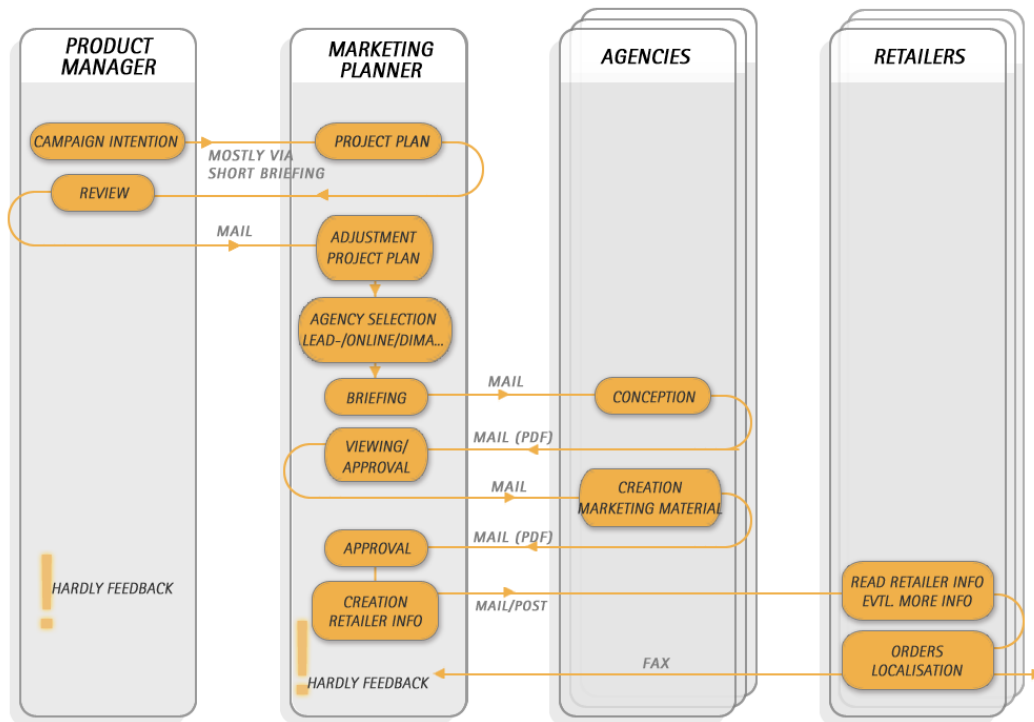 PRODUCT
MANAGER
MARKETING
PLANNER
AGENCIES
RETAILERS
CAMPAIGN INTENTION
MOSTLY VIA
SHORT BRIEFING
PROJECT PLAN
REVIEW
MAIL
ADJUSTMENT
PROJECT PLAN
AGENCY SELECTION
LEAD-/ONLINE/DIMA...
BRIEFING
MAIL
CONCEPTION
VIEWING/
APPROVAL
MAIL (PDF)
MAIL
CREATION
MARKETING MATERIAL
APPROVAL
MAIL (PDF)
! HARDLY FEEDBACK
CREATION
RETAILER INFO
MAIL/POST
READ RETAILER INFO
EVTL. MORE INFO
ORDERS
LOCALISATION
FAX
! HARDLY FEEDBACK